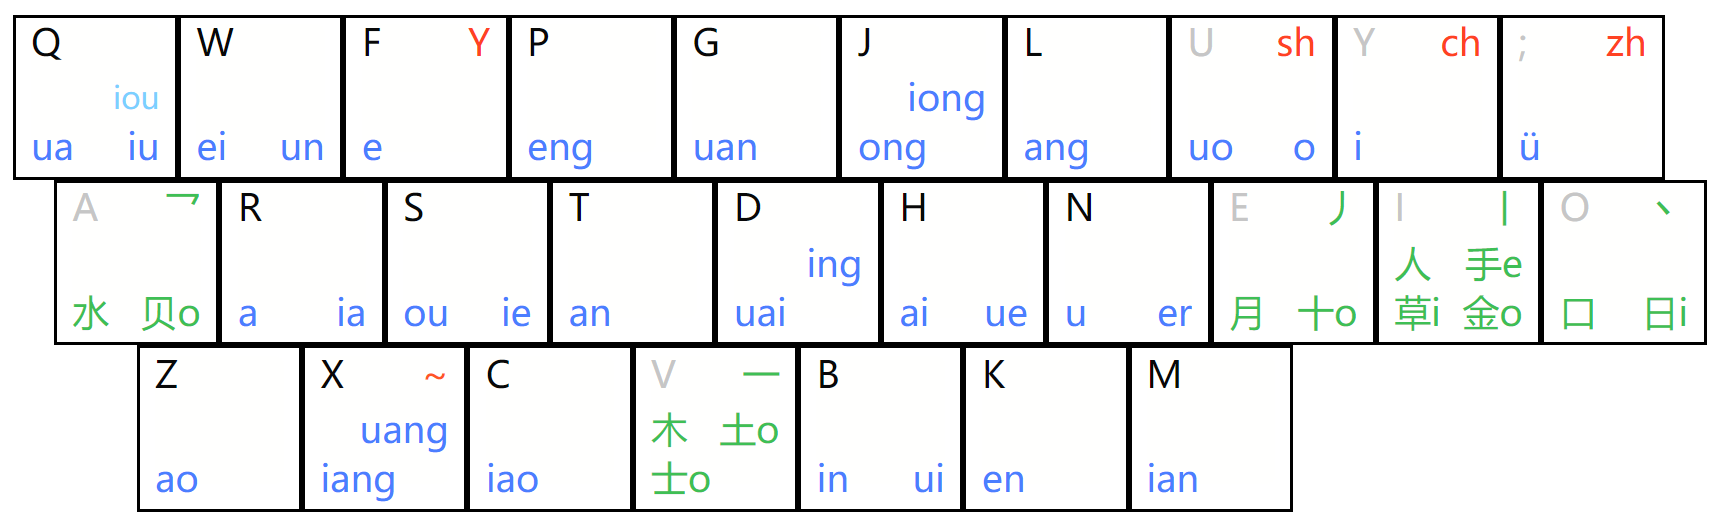 Q W F Y P G J L U sh Y ch ; zh
iou iong
ua iu ei un e eng uan ong ang uo o i ü
A 乛 R S T D H N E 丿 I 丨 O 丶
ing 人 手e
水 贝o a ia ou ie an uai ai ue u er 月 十o 草i 金o 口 日i
Z X ~ C V 一 B K M
uang 木 土o
ao iang iao 士o in ui en ian